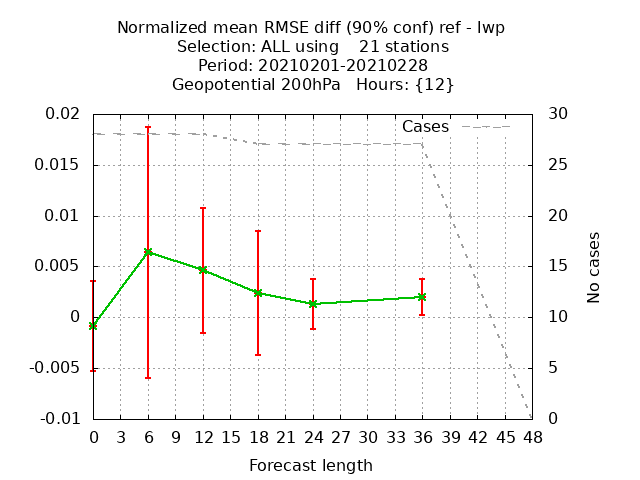 Normalized mean RMSE diff (90% conf) ref - lwp
Selection: ALL using    21 stations
Period: 20210201-20210228
Geopotential 200hPa   Hours: {12}
Cases
0.02
0.015
0.01
0.005
0
-0.005
-0.01
30
25
20
15
10
5
0
No cases
0 3 6 9 12 15 18 21 24 27 30 33 36 39 42 45 48
Forecast length